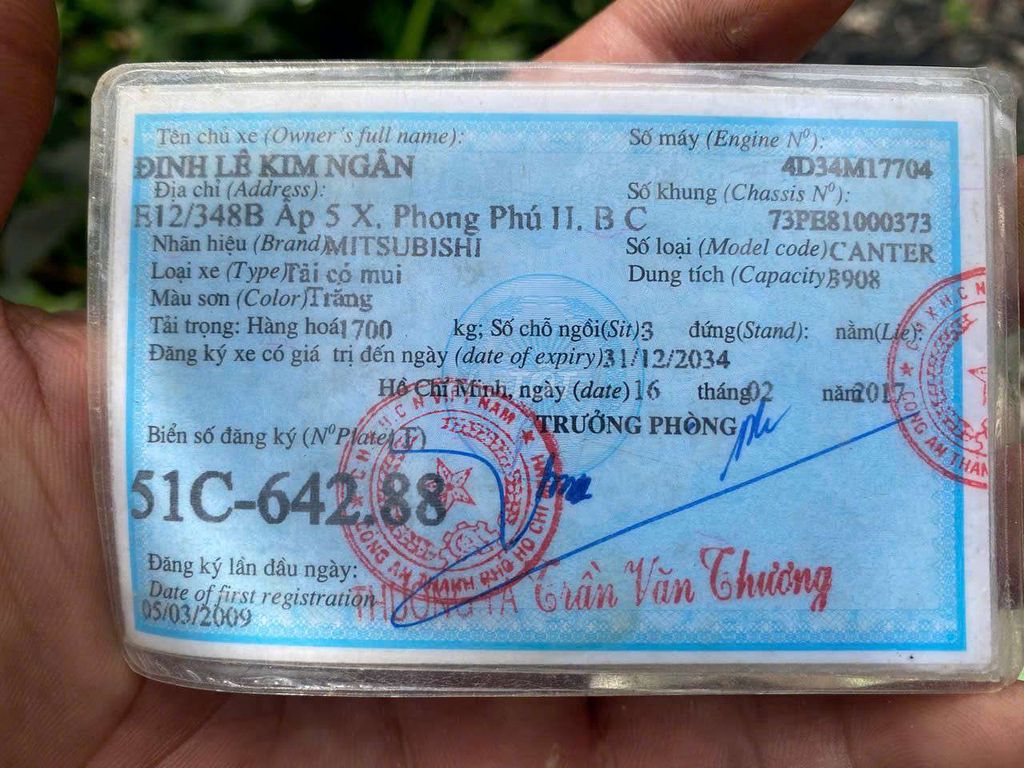 Tên chủ xe (Owner's full name): Số máy (Engine Nº):
ĐINH LÊ KIM NGÂN 4D34M17704
Địa chỉ (Address): Số khung (Chassis Nº):
E12/348B Ấp 5 X. Phong Phú H. B C 73PE81000373
Nhãn hiệu (Brand) MITSUBISHI Số loại (Model code) CANTER
Loại xe (Type) Tải có mui Dung tích (Capacity) 3908
Màu sơn (Color) Trắng
Tải trọng: Hàng hoá 1700 kg; Số chỗ ngồi(Sit) 3 đứng(Stand): nằm(Lie):
Đăng ký xe có giá trị đến ngày (date of expiry) 31/12/2034
Hồ Chí Minh, ngày (date) 16 tháng 02 năm 2017
TRƯỞNG PHÒNG
Biển số đăng ký (Nº Plate) (T)
51C-642.88
Đăng ký lần đầu ngày:
Date of first registration
05/03/2009
THƯỢNG TÁ Trần Văn Thương